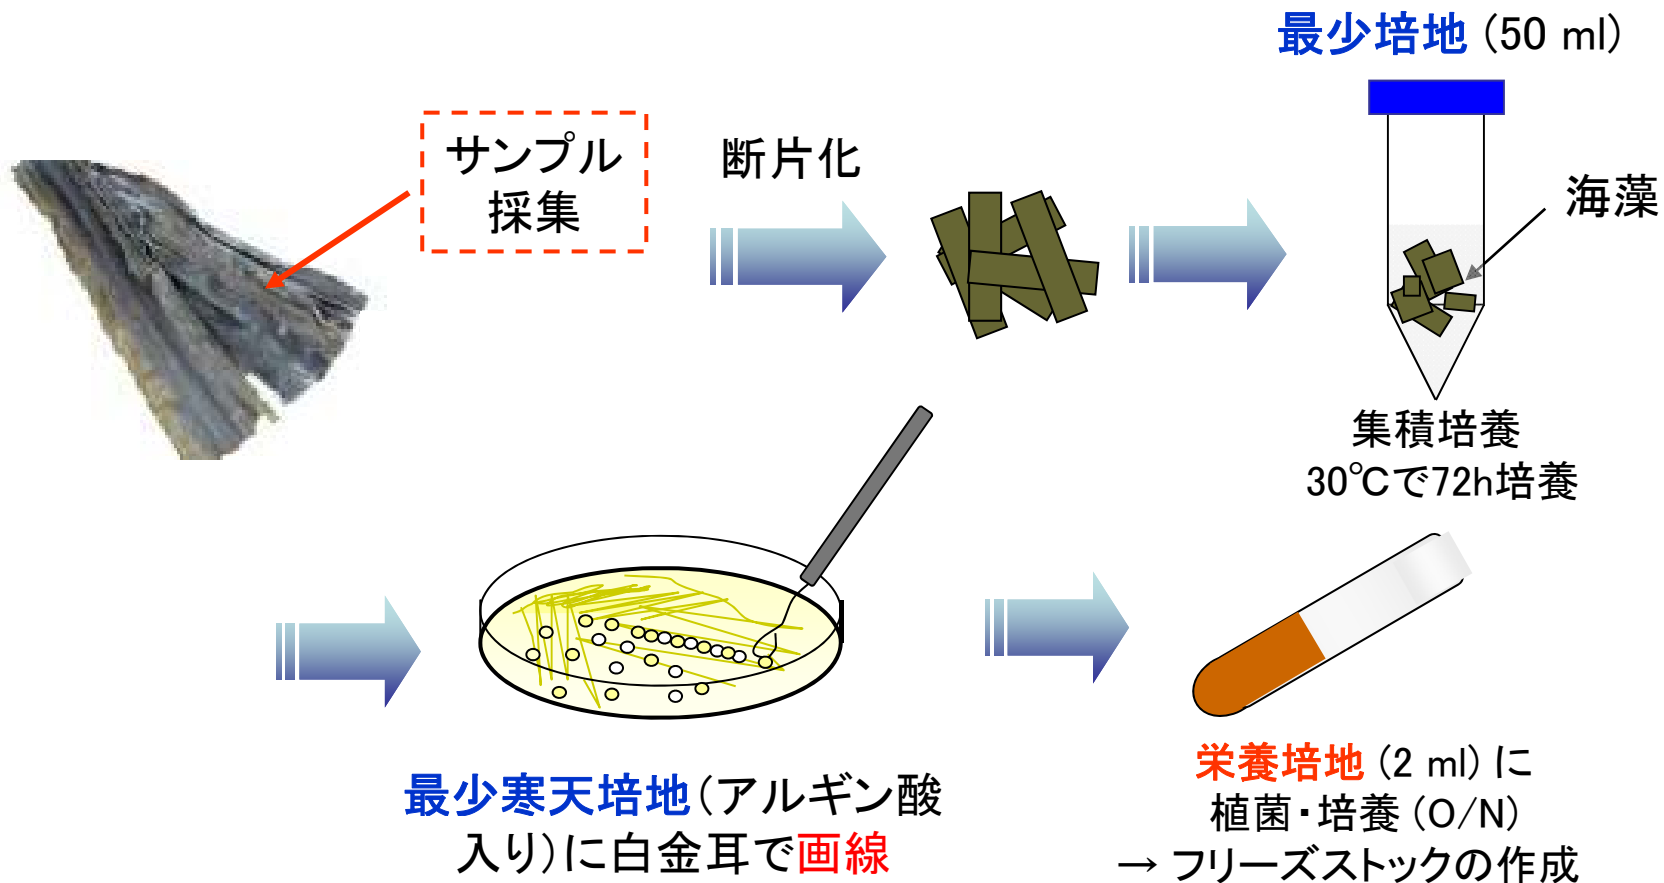 最少培地 (50 ml)
サンプル
採集
断片化
海藻
集積培養
30℃で72h培養
最少寒天培地(アルギン酸
入り)に白金耳で画線
栄養培地 (2 ml) に
植菌・培養 (O/N)
→ フリーズストックの作成